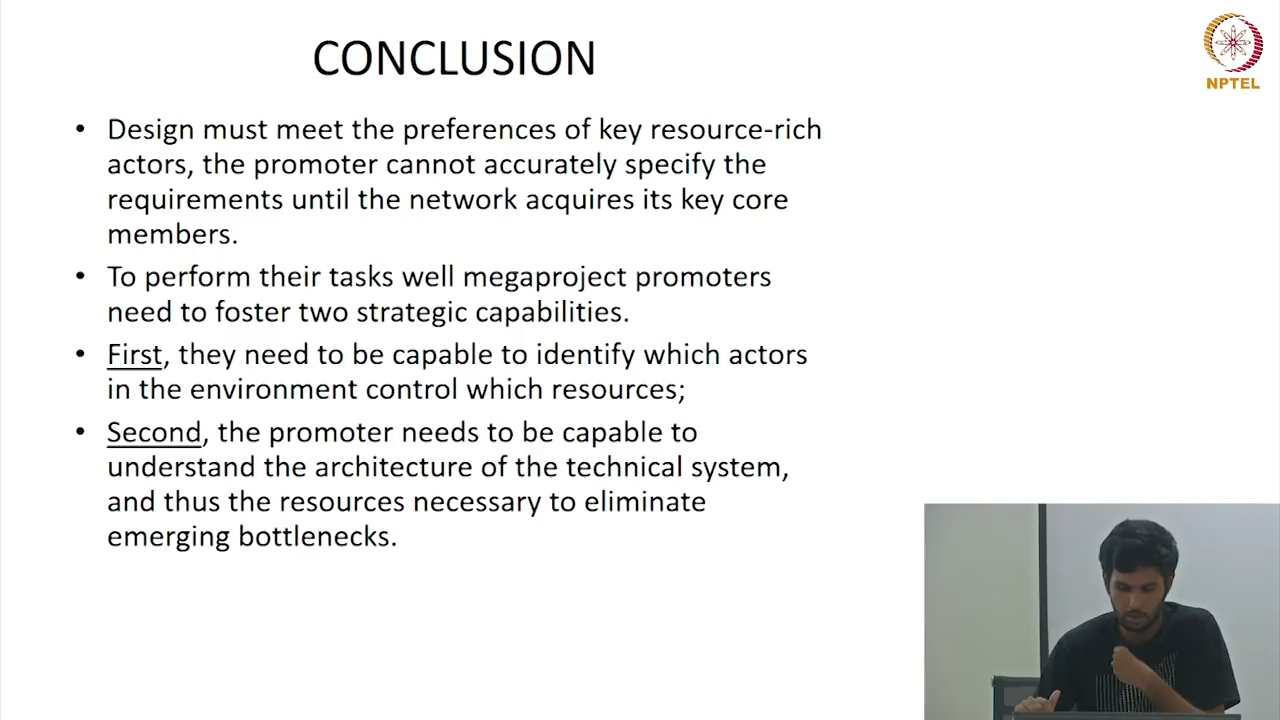 CONCLUSION
NPTEL
• Design must meet the preferences of key resource-rich
actors, the promoter cannot accurately specify the
requirements until the network acquires its key core
members.
• To perform their tasks well megaproject promoters
need to foster two strategic capabilities.
• First, they need to be capable to identify which actors
in the environment control which resources;
• Second, the promoter needs to be capable to
understand the architecture of the technical system,
and thus the resources necessary to eliminate
emerging bottlenecks.